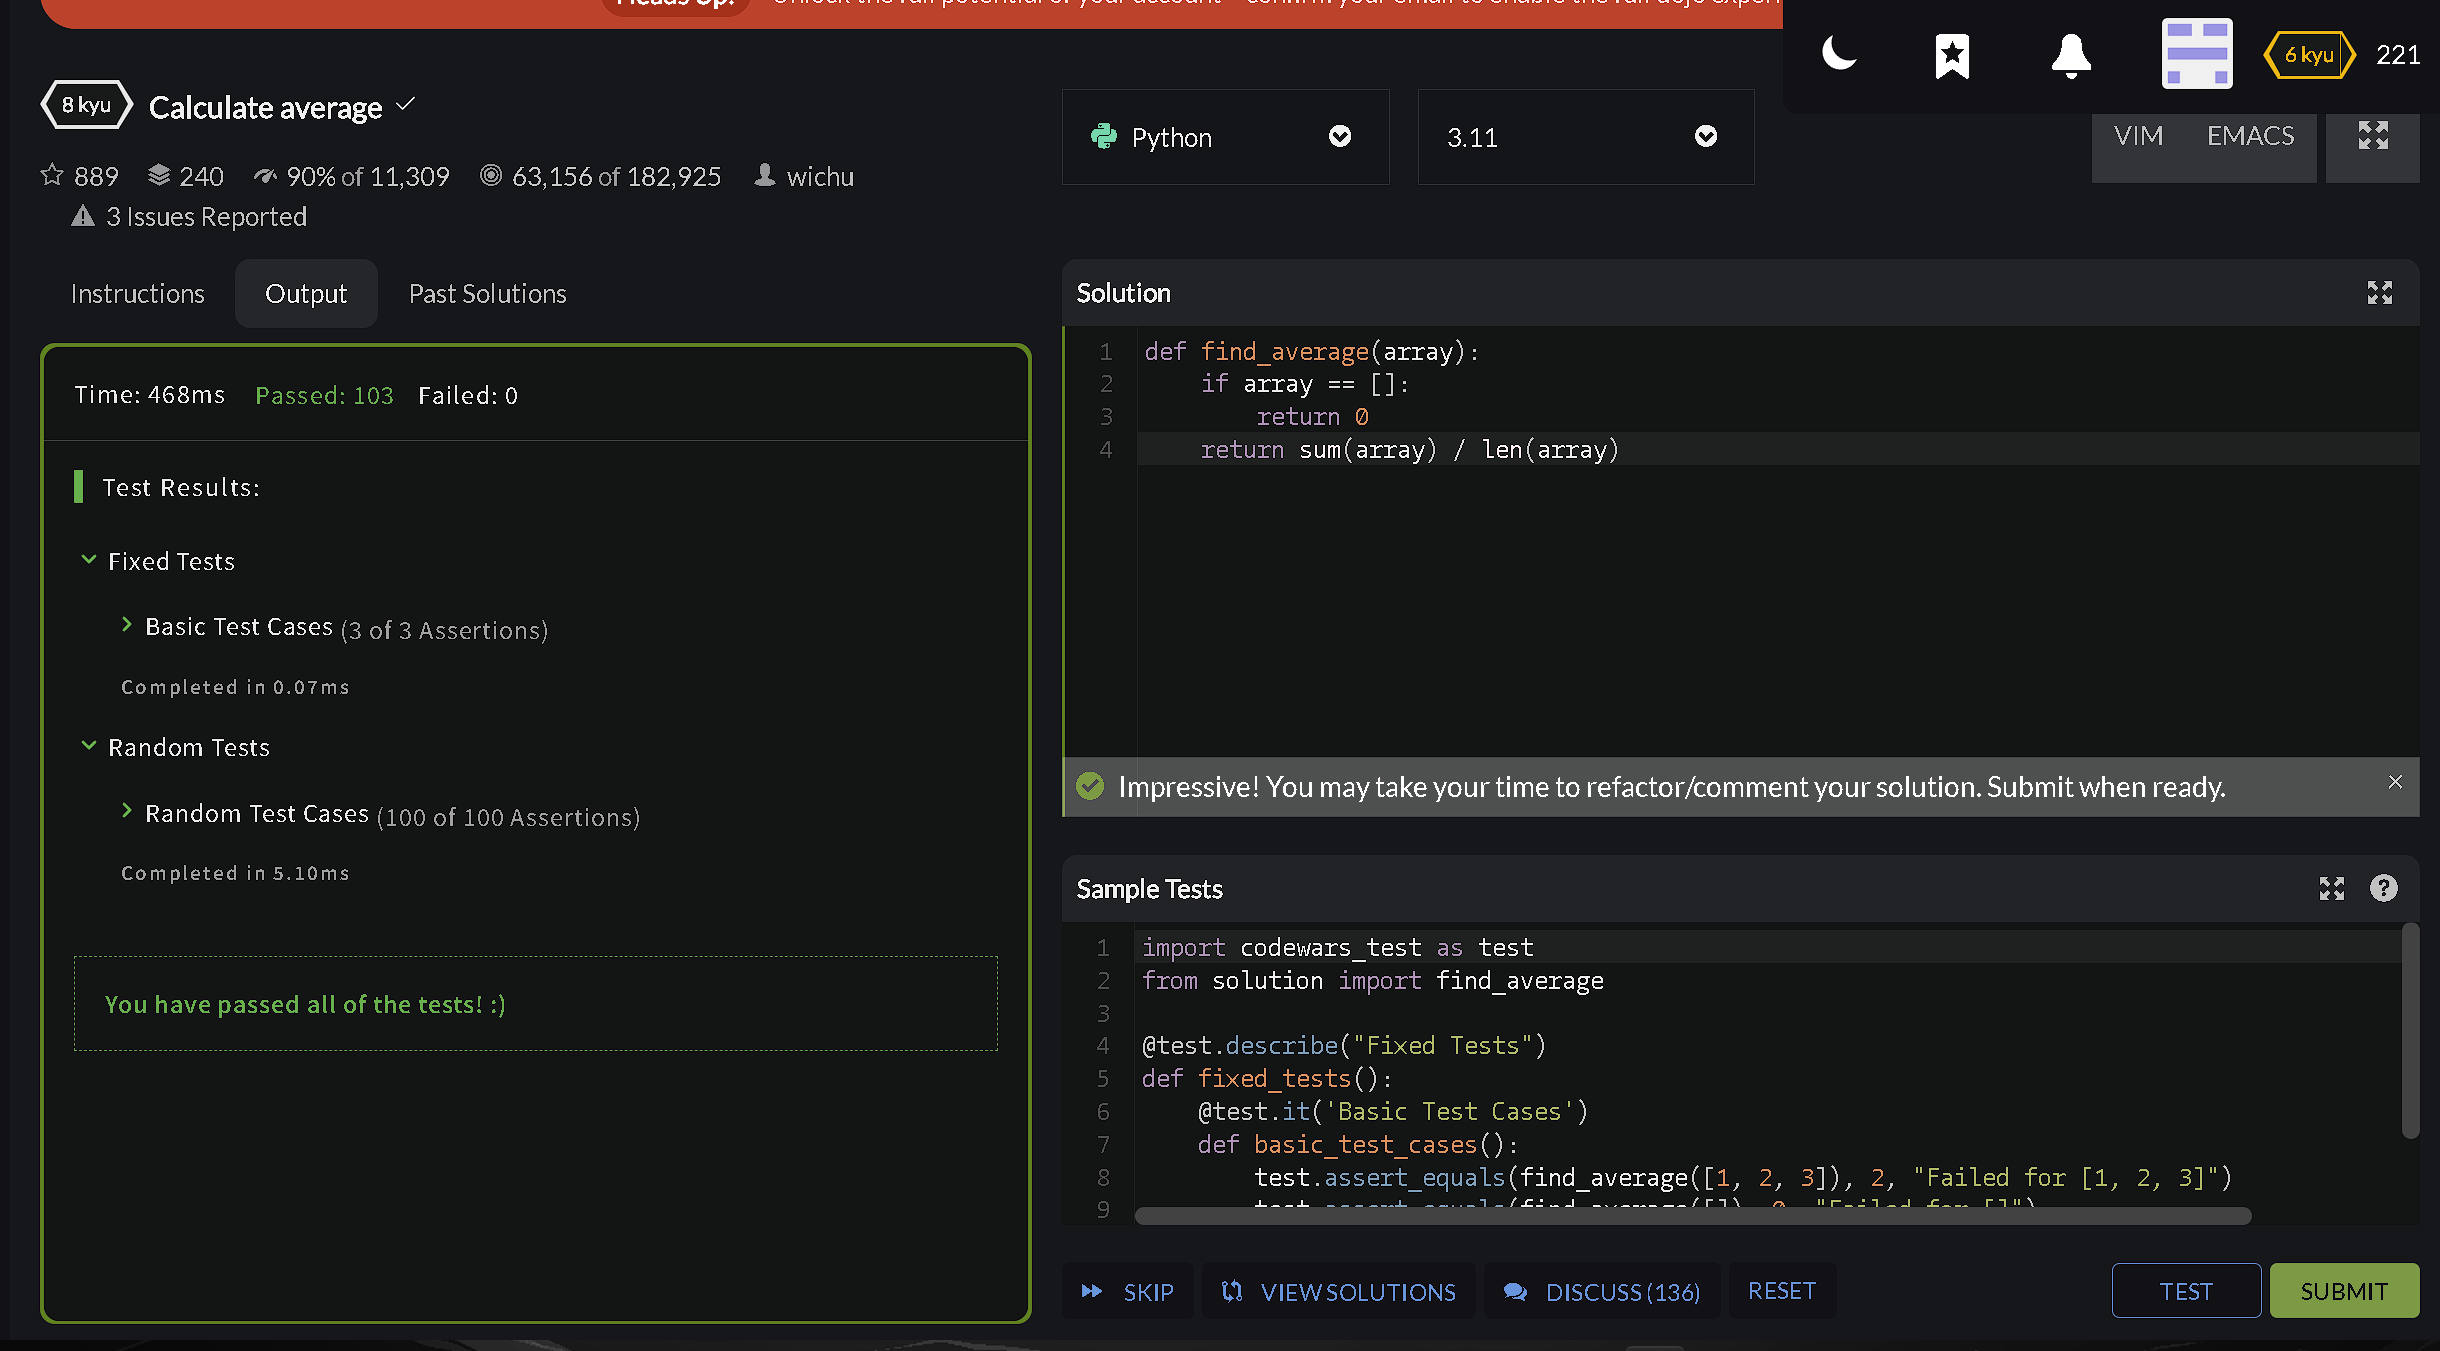 Heads Up! Unlock the full potential of your account - confirm your email to enable the full dojo
6 kyu 221
8 kyu Calculate average
Python 3.11 VIM EMACS
889 240 90% of 11,309 63,156 of 182,925 wichu
3 Issues Reported
Instructions Output Past Solutions
Time: 468ms Passed: 103 Failed: 0
Test Results:
Fixed Tests
Basic Test Cases (3 of 3 Assertions)
Completed in 0.07ms
Random Tests
Random Test Cases (100 of 100 Assertions)
Completed in 5.10ms
You have passed all of the tests! :)
Solution
1 def find_average(array):
2 if array == []:
3 return 0
4 return sum(array) / len(array)
Impressive! You may take your time to refactor/comment your solution. Submit when ready.
Sample Tests
1 import codewars_test as test
2 from solution import find_average
3
4 @test.describe("Fixed Tests")
5 def fixed_tests():
6 @test.it('Basic Test Cases')
7 def basic_test_cases():
8 test.assert_equals(find_average([1, 2, 3]), 2, "Failed for [1, 2, 3]")
9 test.assert_equals(find_average([]), 0, "Failed for []")
SKIP VIEW SOLUTIONS DISCUSS (136) RESET TEST SUBMIT